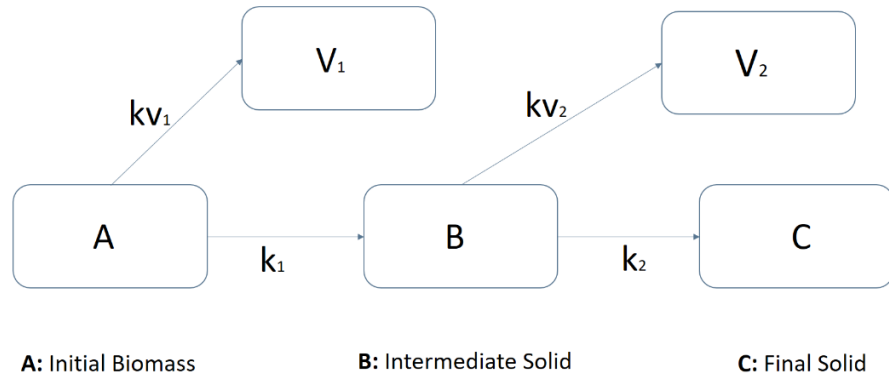 V₁
V₂
kv₁
kv₂
A
B
C
k₁
k₂
A: Initial Biomass
B: Intermediate Solid
C: Final Solid